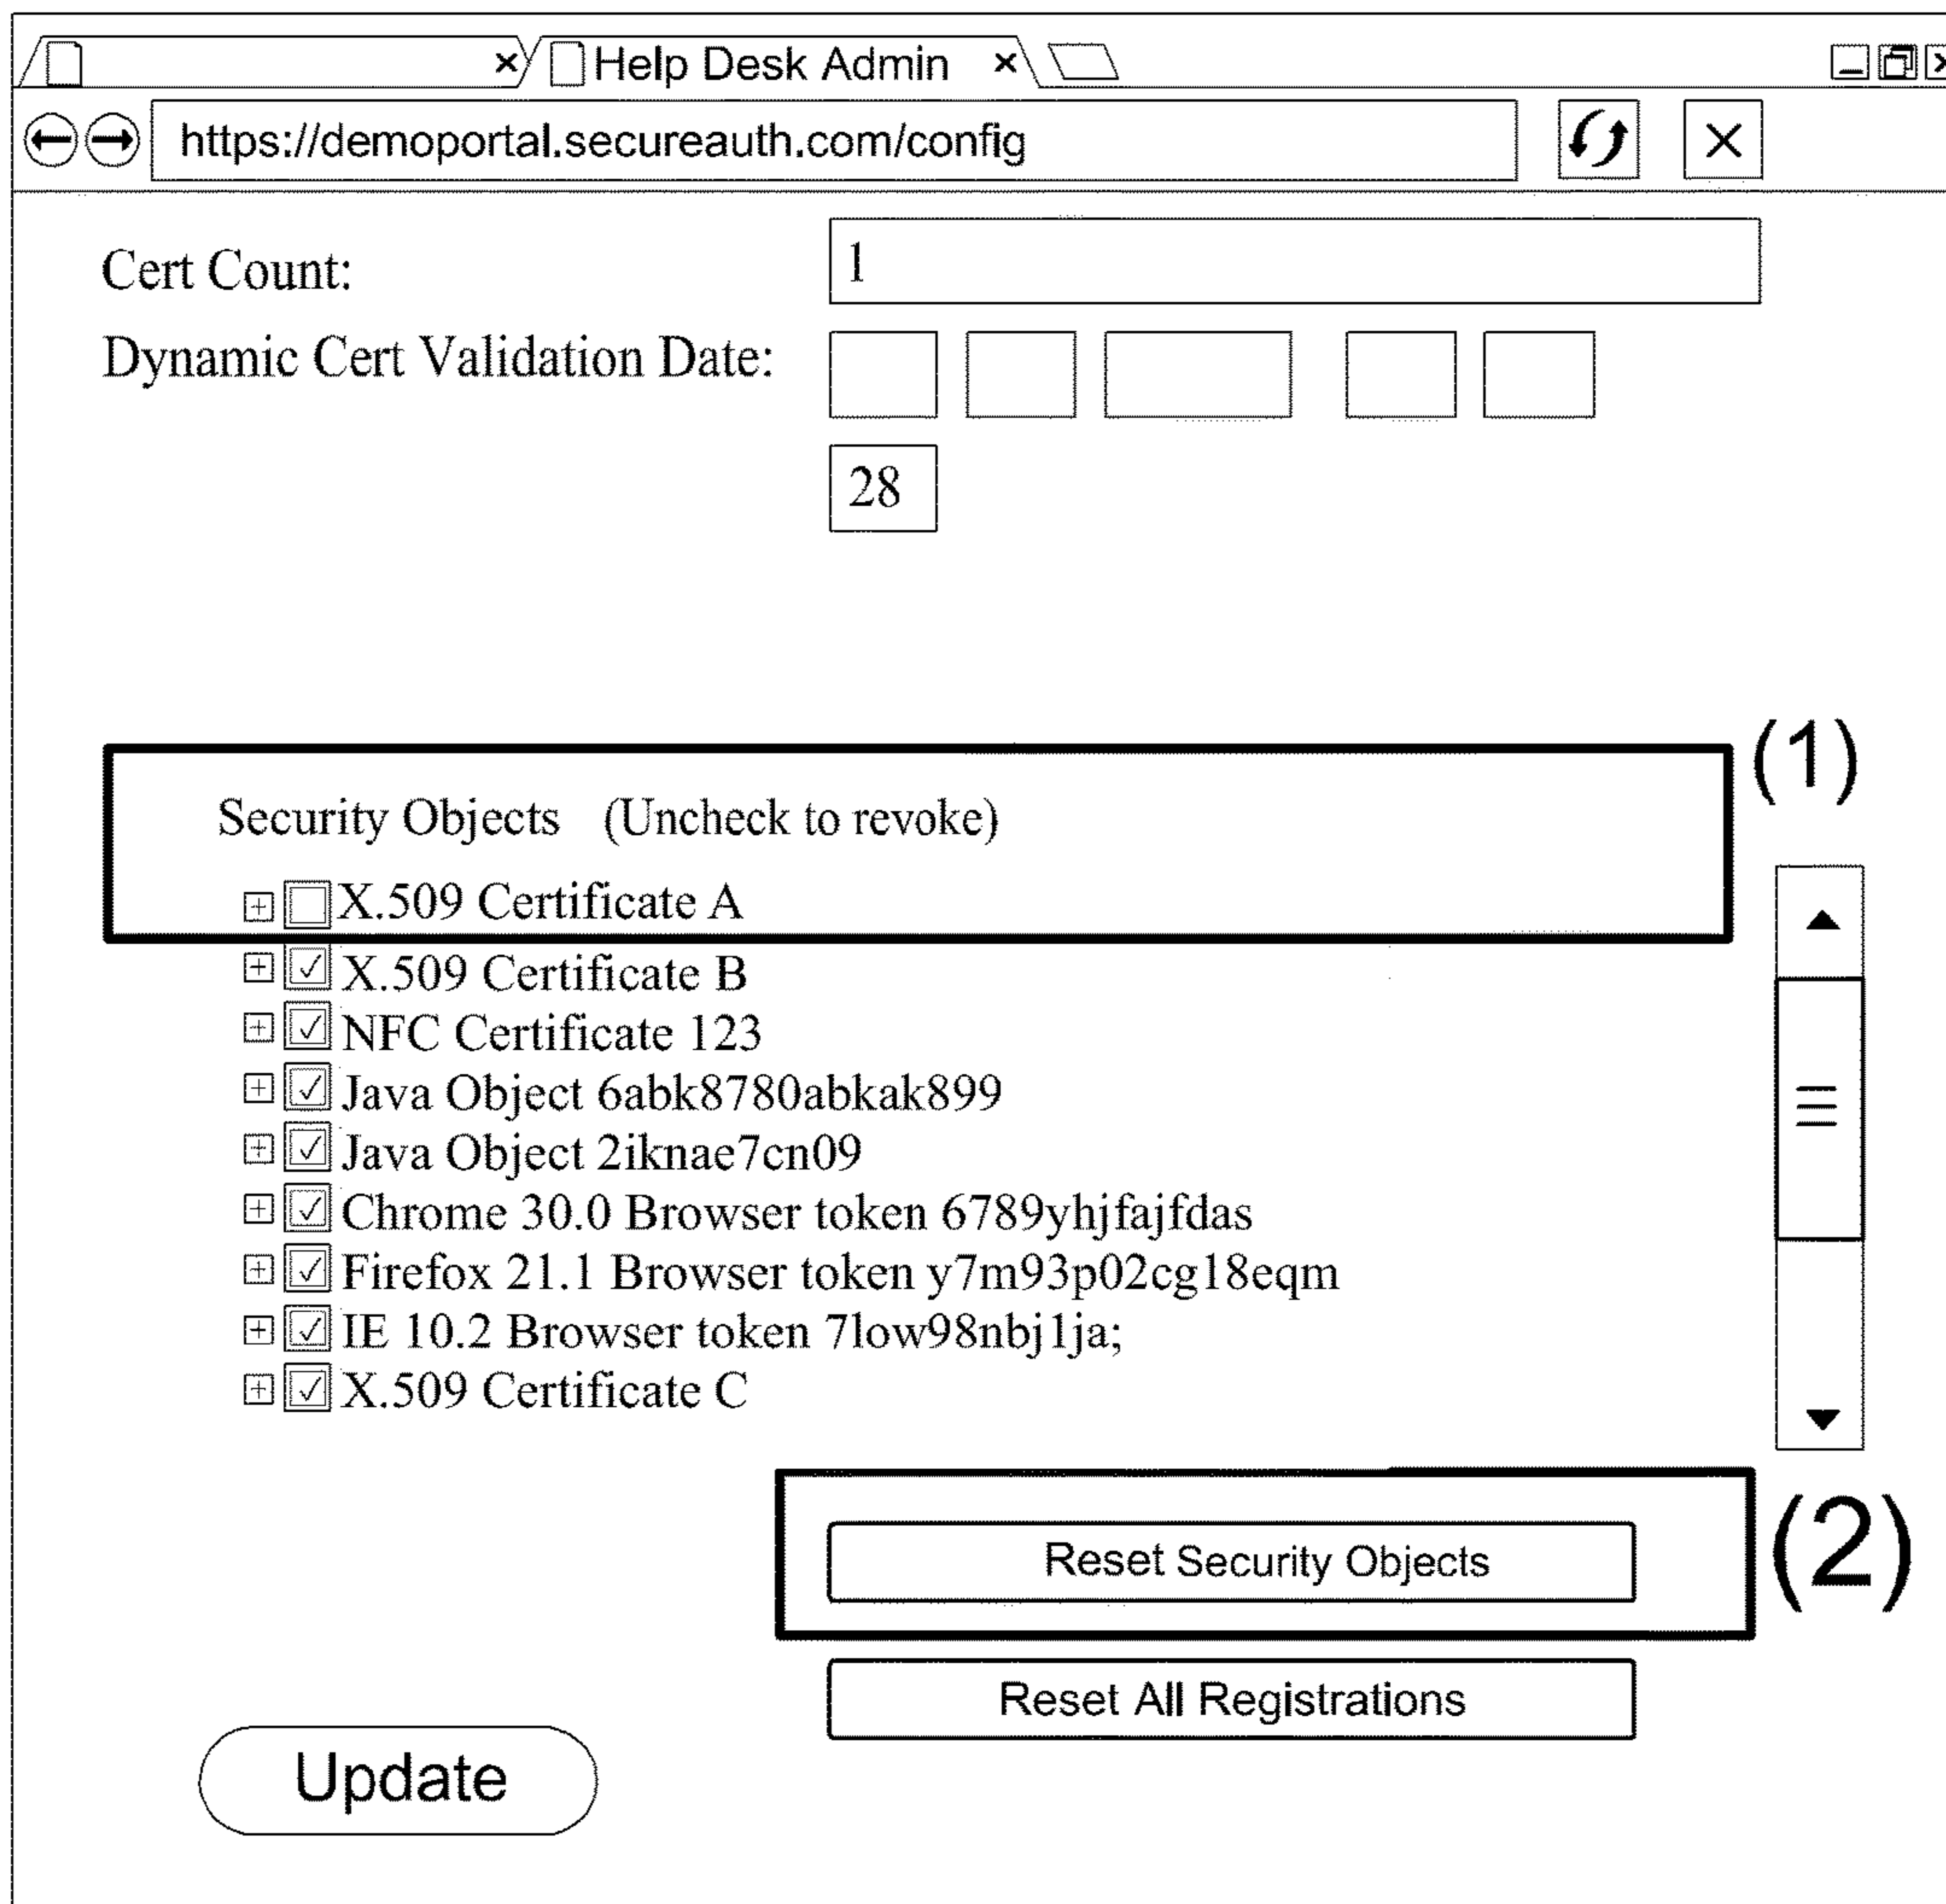 Help Desk Admin
https://demoportal.secureauth.com/config
Cert Count: 1
Dynamic Cert Validation Date:
28
(1)
Security Objects (Uncheck to revoke)
X.509 Certificate A
X.509 Certificate B
NFC Certificate 123
Java Object 6abk8780abkak899
Java Object 2iknae7cn09
Chrome 30.0 Browser token 6789yhjfajfdas
Firefox 21.1 Browser token y7m93p02cg18eqm
IE 10.2 Browser token 7low98nbj1ja;
X.509 Certificate C
Reset Security Objects (2)
Reset All Registrations
Update